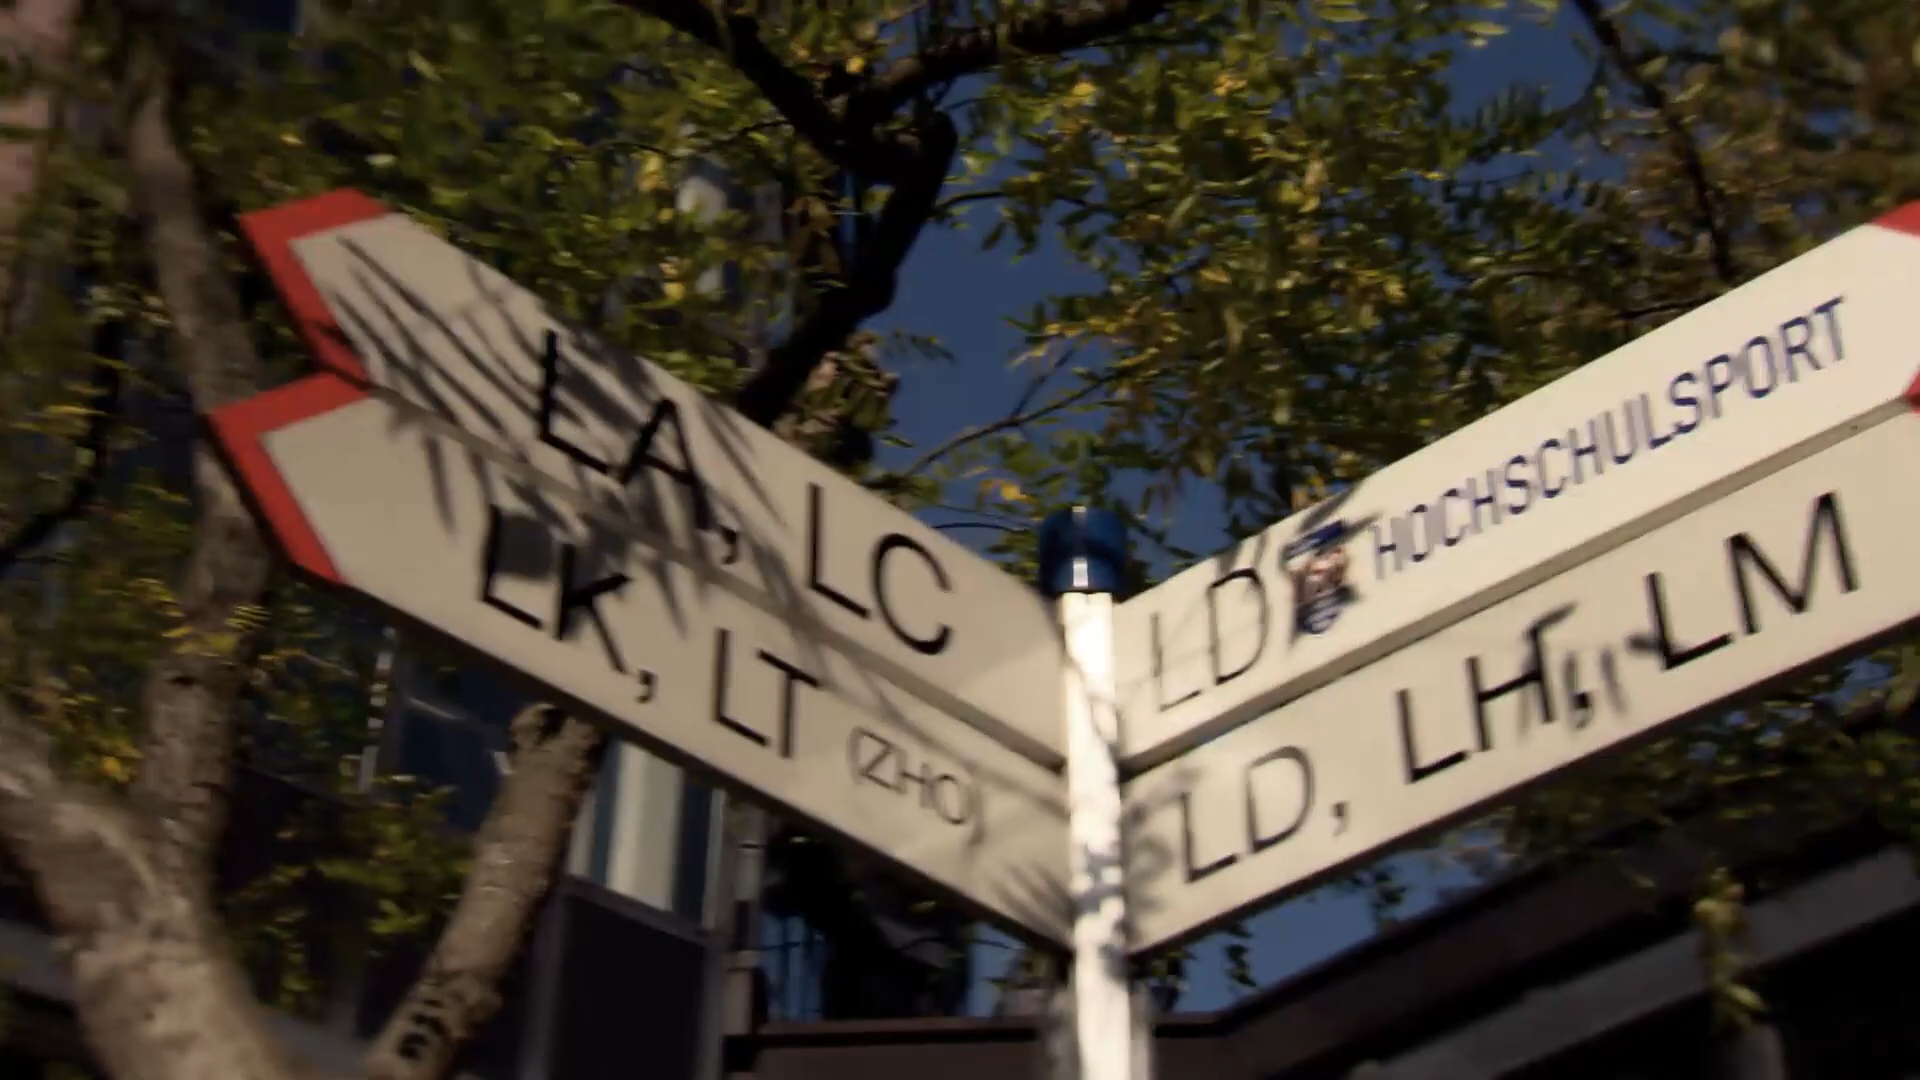 LA, LC
LK, LT (ZHO)
LD HOCHSCHULSPORT
LD, LH, LM